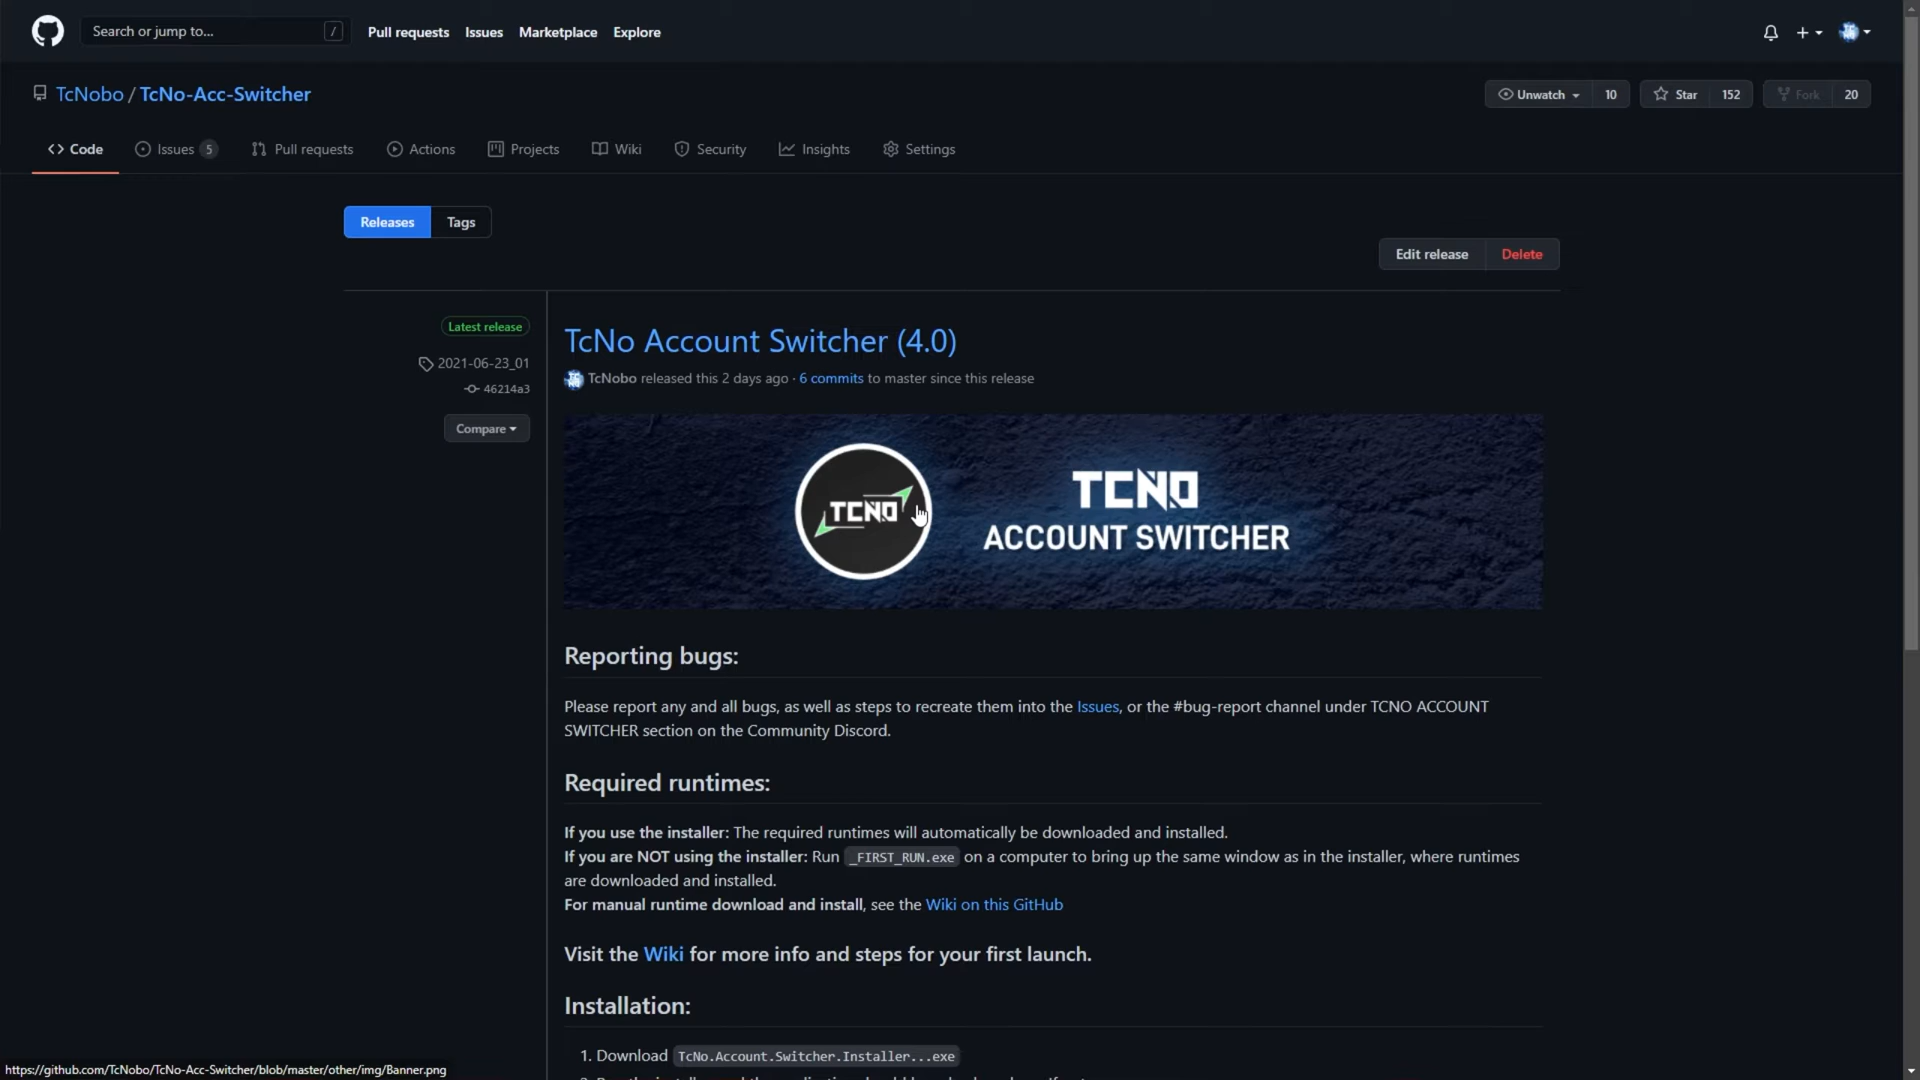 Search or jump to... /
Pull requests Issues Marketplace Explore
TcNobo / TcNo-Acc-Switcher
Unwatch 10 Star 152 Fork 20
Code Issues 5 Pull requests Actions Projects Wiki Security Insights Settings
Releases Tags
Edit release Delete
Latest release
2021-06-23_01
46214a3
Compare
TcNo Account Switcher (4.0)
TcNobo released this 2 days ago · 6 commits to master since this release
TCNO
TCNO
ACCOUNT SWITCHER
Reporting bugs:
Please report any and all bugs, as well as steps to recreate them into the Issues, or the #bug-report channel under TCNO ACCOUNT
SWITCHER section on the Community Discord.
Required runtimes:
If you use the installer: The required runtimes will automatically be downloaded and installed.
If you are NOT using the installer: Run _FIRST_RUN.exe on a computer to bring up the same window as in the installer, where runtimes
are downloaded and installed.
For manual runtime download and install, see the Wiki on this GitHub
Visit the Wiki for more info and steps for your first launch.
Installation:
1. Download TcNo.Account.Switcher.Installer...exe
https://github.com/TcNobo/TcNo-Acc-Switcher/blob/master/other/img/Banner.png